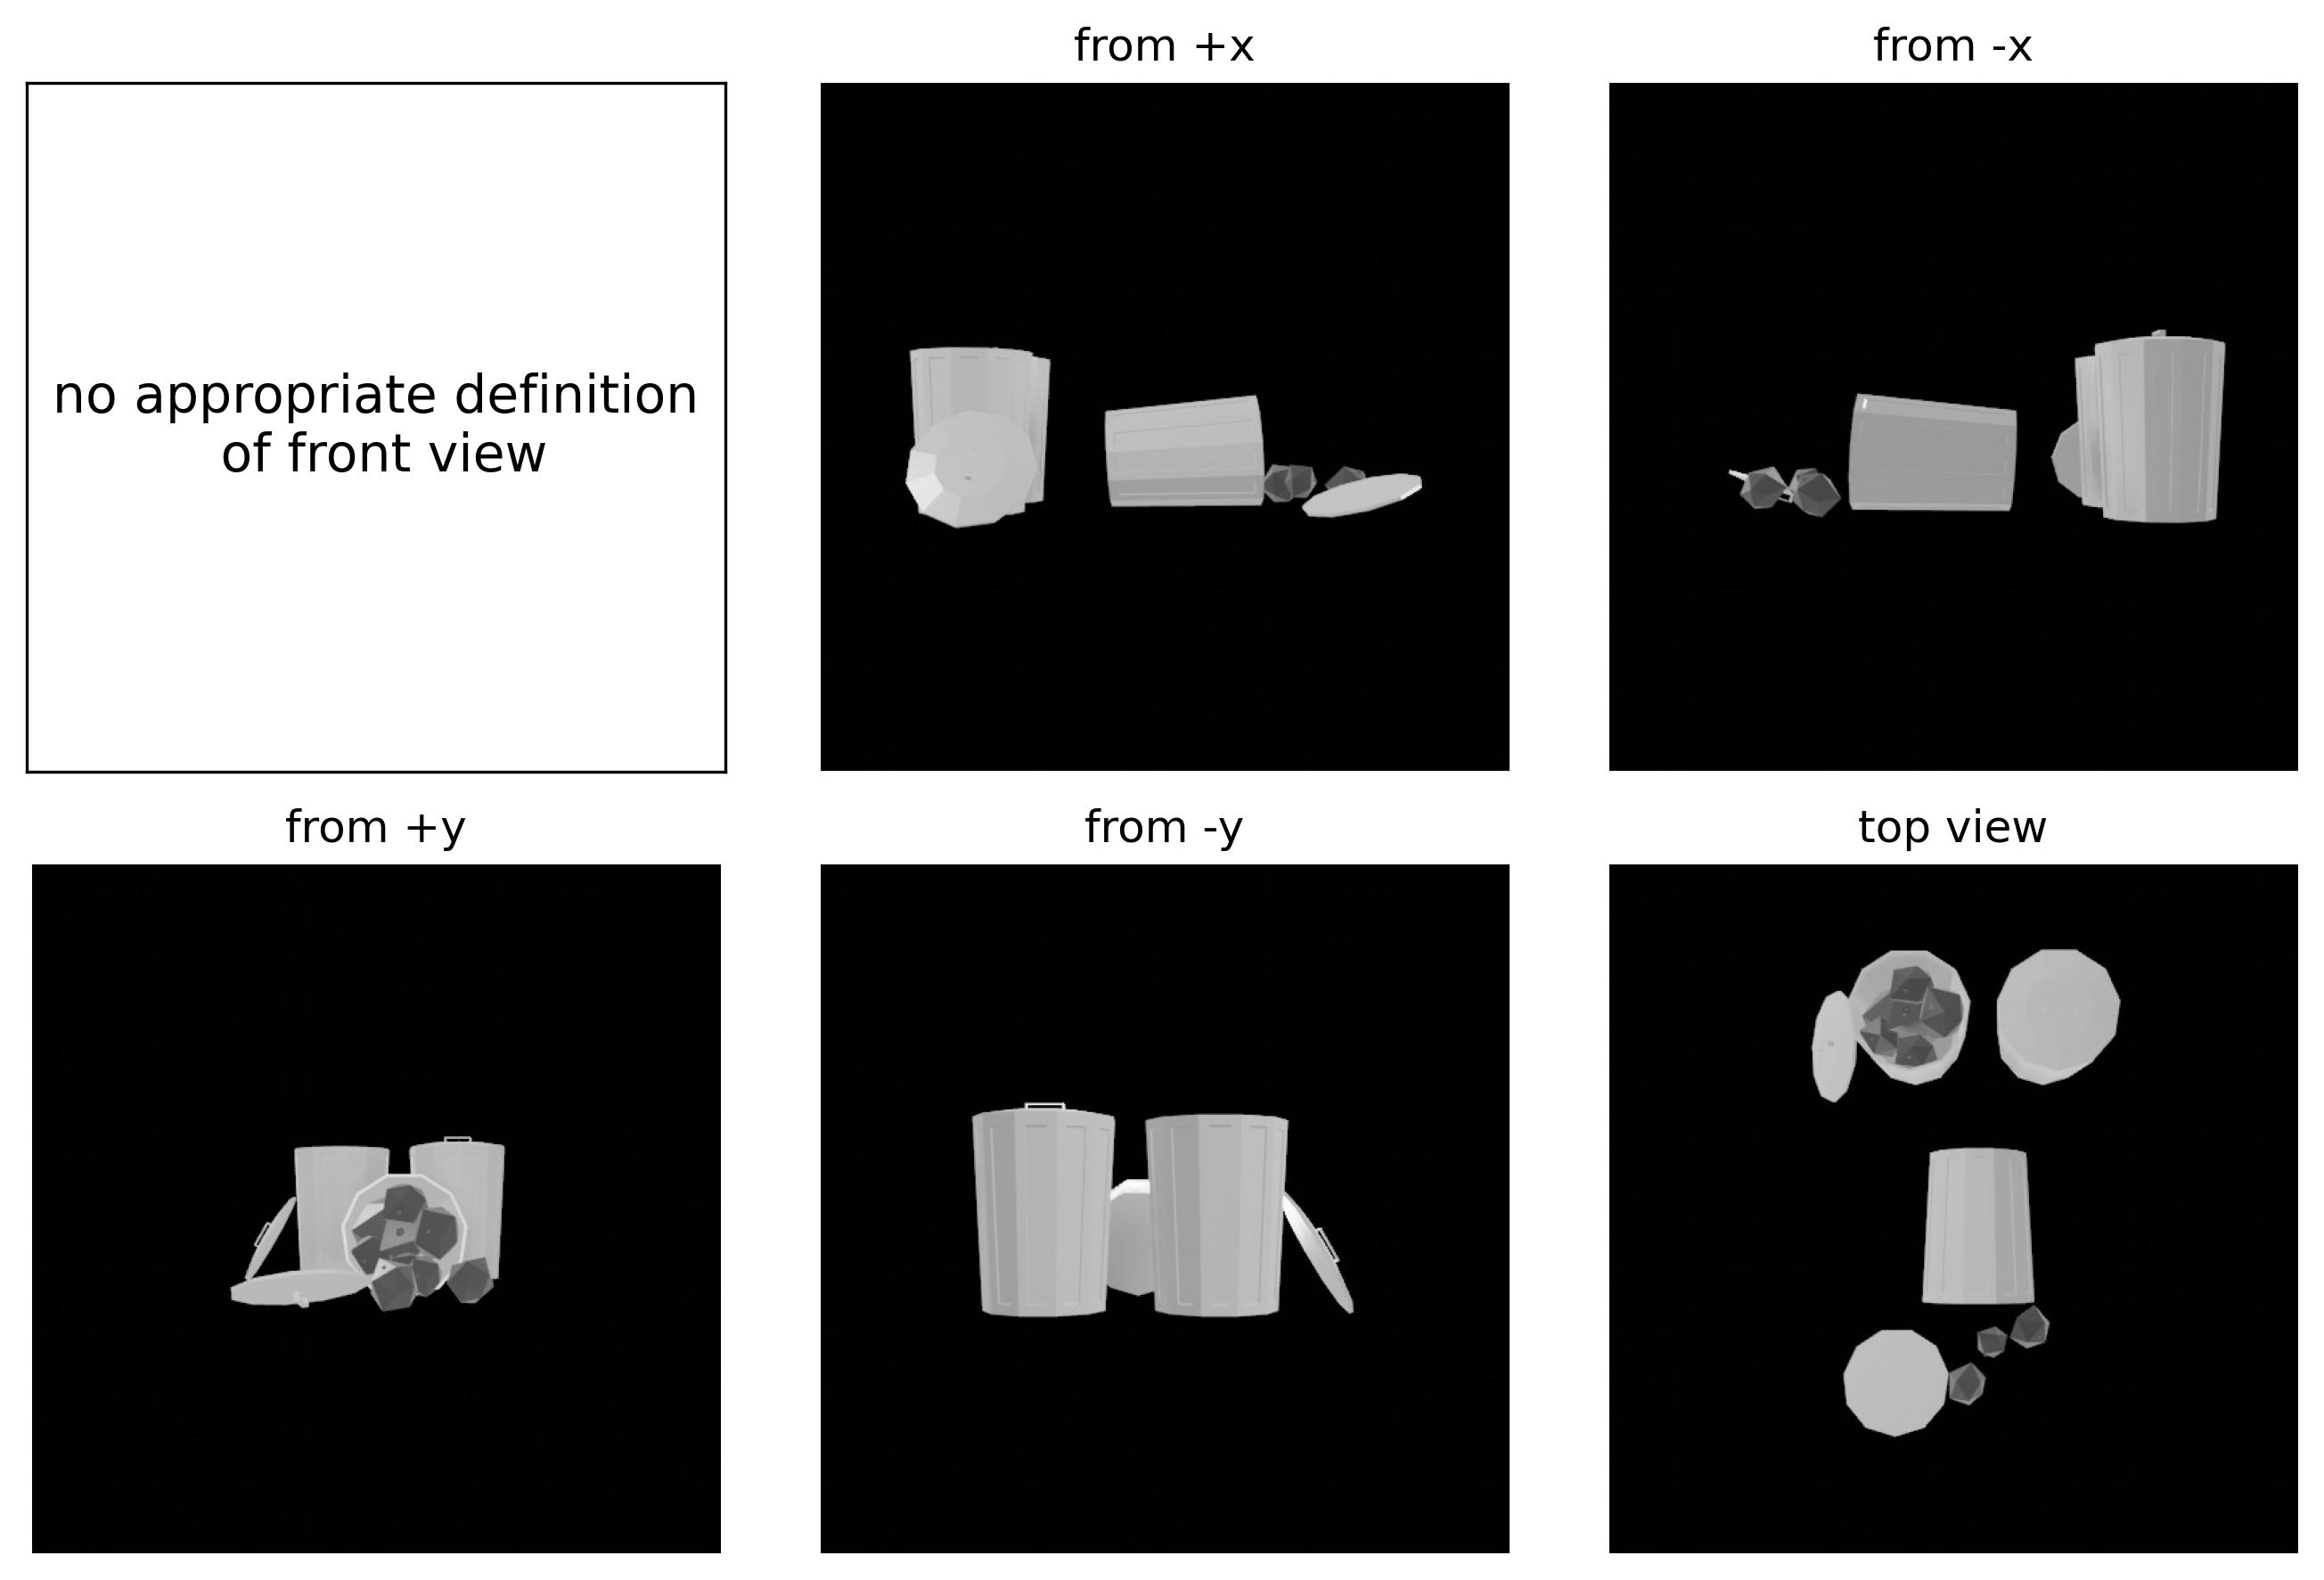 from +x
from -x
no appropriate definition
of front view
from +y
from -y
top view